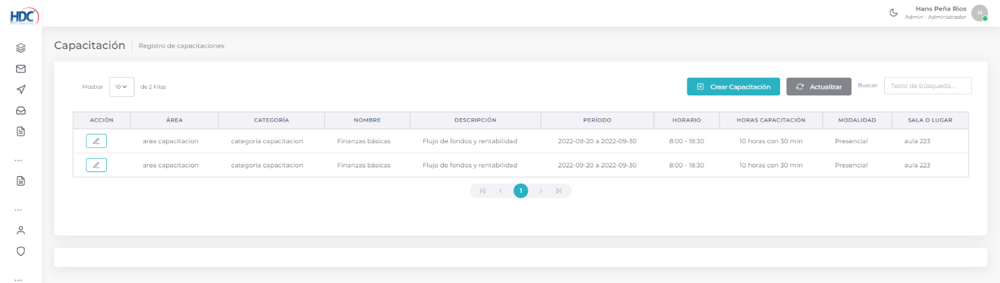 HDC
Hans Peña Rios
Admin - Administrador
H
Capacitación
Registro de capacitaciones
Mostrar 10 de 2 Filas
Crear Capacitación
Actualizar
Buscar: Texto de búsqueda...
ACCIÓN ÁREA CATEGORÍA NOMBRE DESCRIPCIÓN PERÍODO HORARIO HORAS CAPACITACIÓN MODALIDAD SALA O LUGAR
area capacitacion categoria capacitacion Finanzas básicas Flujo de fondos y rentabilidad 2022-09-20 a 2022-09-30 8:00 - 18:30 10 horas con 30 min Presencial aula 223
area capacitacion categoria capacitacion Finanzas básicas Flujo de fondos y rentabilidad 2022-09-20 a 2022-09-30 8:00 - 18:30 10 horas con 30 min Presencial aula 223
1